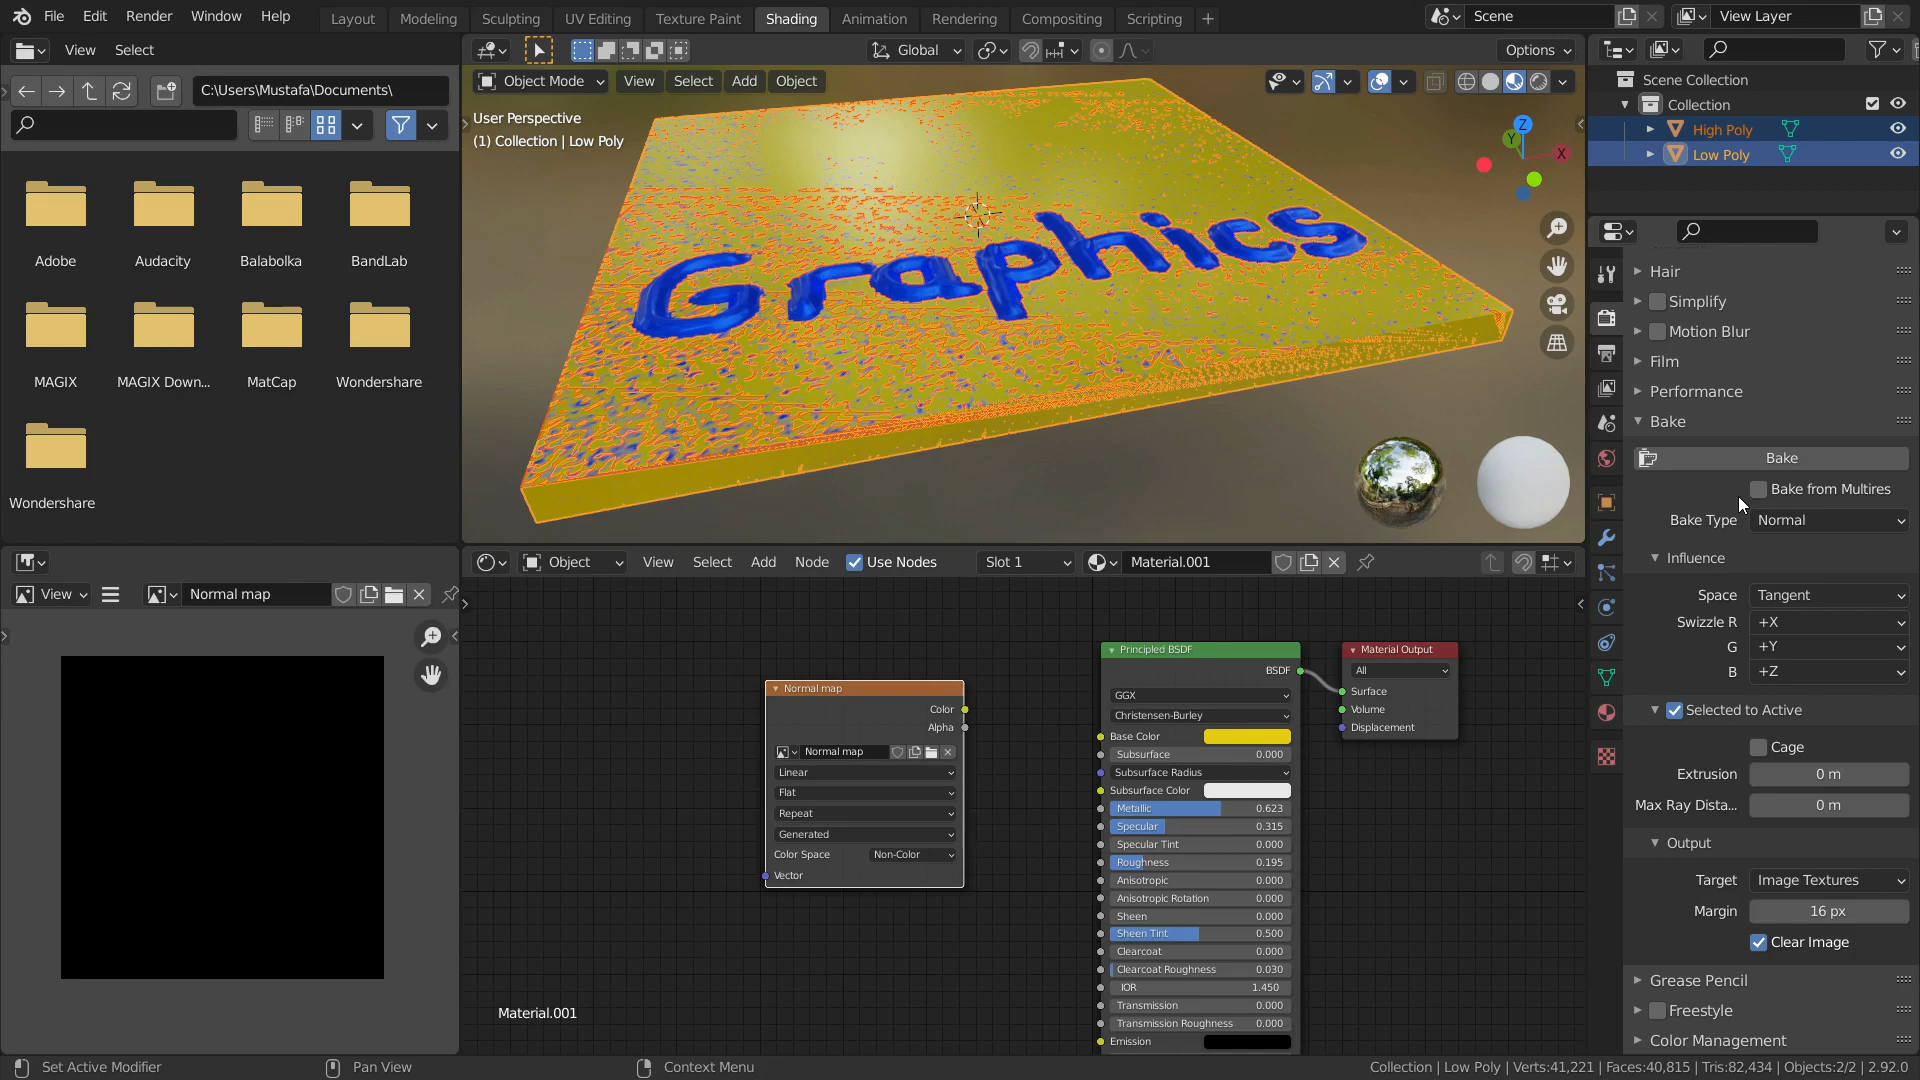 File Edit Render Window Help Layout Modeling Sculpting UV Editing Texture Paint Shading Animation Rendering Compositing Scripting + Scene View Layer
View Select
C:\Users\Mustafa\Documents\
Adobe Audacity Balabolka BandLab
MAGIX MAGIX Down... MatCap Wondershare
Wondershare
Global Options
Object Mode View Select Add Object
User Perspective
(1) Collection | Low Poly
Graphics
Z
Y
X
Scene Collection
Collection
High Poly
Low Poly
Hair
Simplify
Motion Blur
Film
Performance
Bake
Bake
Bake from Multires
Bake Type Normal
Influence
Space Tangent
Swizzle R +X
G +Y
B +Z
Selected to Active
Cage
Extrusion 0 m
Max Ray Dista... 0 m
Output
Target Image Textures
Margin 16 px
Clear Image
Grease Pencil
Freestyle
Color Management
View Normal map
Object View Select Add Node Use Nodes Slot 1 Material.001
Normal map
Color
Alpha
Normal map
Linear
Flat
Repeat
Generated
Color Space Non-Color
Vector
Principled BSDF
BSDF
GGX
Christensen-Burley
Base Color
Subsurface 0.000
Subsurface Radius
Subsurface Color
Metallic 0.623
Specular 0.315
Specular Tint 0.000
Roughness 0.195
Anisotropic 0.000
Anisotropic Rotation 0.000
Sheen 0.000
Sheen Tint 0.500
Clearcoat 0.000
Clearcoat Roughness 0.030
IOR 1.450
Transmission 0.000
Transmission Roughness 0.000
Emission
Material Output
All
Surface
Volume
Displacement
Material.001
Set Active Modifier Pan View Context Menu Collection | Low Poly | Verts:41,221 | Faces:40,815 | Tris:82,434 | Objects:2/2 | 2.92.0